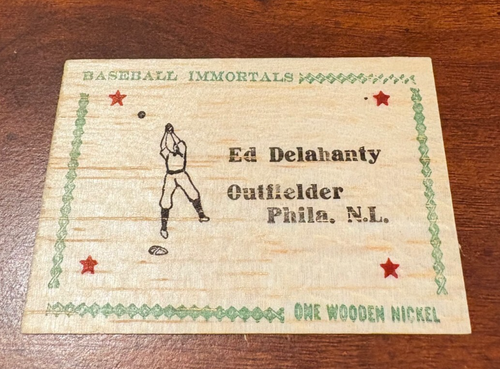 BASEBALL IMMORTALS
Ed Delahanty
Outfielder
Phila. N.L.
ONE WOODEN NICKEL